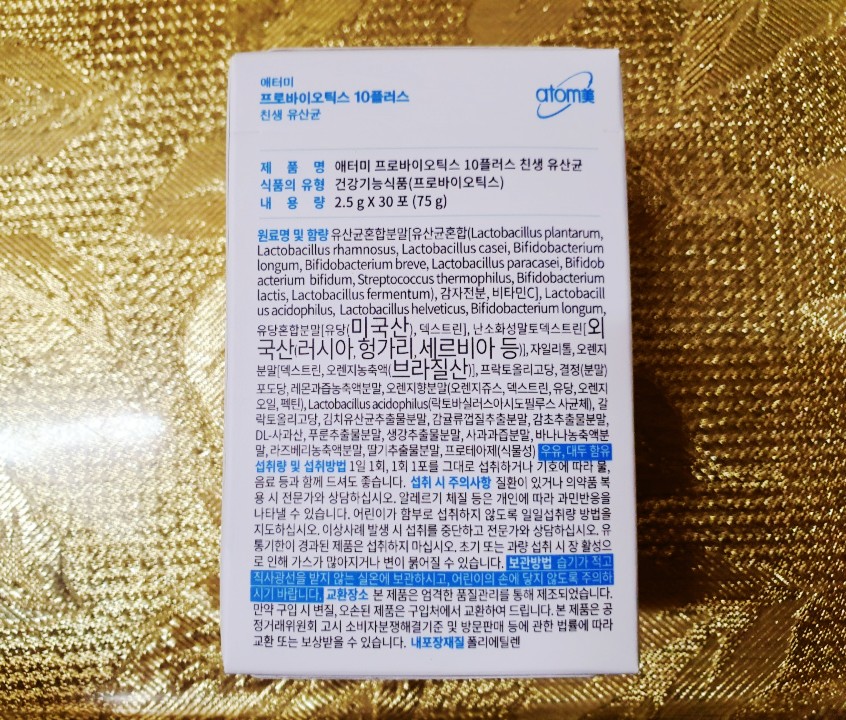 애터미
프로바이오틱스 10플러스
친생 유산균
atom美
제 품 명 애터미 프로바이오틱스 10플러스 친생 유산균
식품의 유형 건강기능식품(프로바이오틱스)
내 용 량 2.5 g X 30 포 (75 g)
원료명 및 함량 유산균혼합분말[유산균혼합(Lactobacillus plantarum,
Lactobacillus rhamnosus, Lactobacillus casei, Bifidobacterium
longum, Bifidobacterium breve, Lactobacillus paracasei, Bifidob
acterium bifidum, Streptococcus thermophilus, Bifidobacterium
lactis, Lactobacillus fermentum), 감자전분, 비타민C], Lactobacill
us acidophilus, Lactobacillus helveticus, Bifidobacterium longum,
유당혼합분말[유당(미국산), 덱스트린], 난소화성말토덱스트린[외
국산(러시아,헝가리,세르비아 등)], 자일리톨, 오렌지
분말[덱스트린, 오렌지농축액(브라질산)], 프락토올리고당, 결정(분말)
포도당, 레몬과즙농축액분말, 오렌지향분말(오렌지쥬스, 덱스트린, 유당, 오렌지
오일, 펙틴), Lactobacillus acidophilus(락토바실러스아시도필루스 사균체), 갈
락토올리고당, 김치유산균추출물분말, 감귤류껍질추출분말, 감초추출물분말,
DL-사과산, 푸룬추출물분말, 생강추출물분말, 사과과즙분말, 바나나농축액분
말, 라즈베리농축액분말, 딸기추출물분말, 프로테아제(식물성) 우유, 대두 함유
섭취량 및 섭취방법 1일 1회, 1회 1포를 그대로 섭취하거나 기호에 따라 물,
음료 등과 함께 드셔도 좋습니다. 섭취 시 주의사항 질환이 있거나 의약품 복
용 시 전문가와 상담하십시오. 알레르기 체질 등은 개인에 따라 과민반응을
나타낼 수 있습니다. 어린이가 함부로 섭취하지 않도록 일일섭취량 방법을
지도하십시오. 이상사례 발생 시 섭취를 중단하고 전문가와 상담하십시오. 유
통기한이 경과된 제품은 섭취하지 마십시오. 초기 또는 과량 섭취 시 장 활성으
로 인해 가스가 많아지거나 변이 묽어질 수 있습니다. 보관방법 습기가 적고
직사광선을 받지 않는 실온에 보관하시고, 어린이의 손에 닿지 않도록 주의하
시기 바랍니다. 교환장소 본 제품은 엄격한 품질관리를 통해 제조되었습니다.
만약 구입 시 변질, 오손된 제품은 구입처에서 교환하여 드립니다. 본 제품은 공
정거래위원회 고시 소비자분쟁해결기준 및 방문판매 등에 관한 법률에 따라
교환 또는 보상받을 수 있습니다. 내포장재질 폴리에틸렌